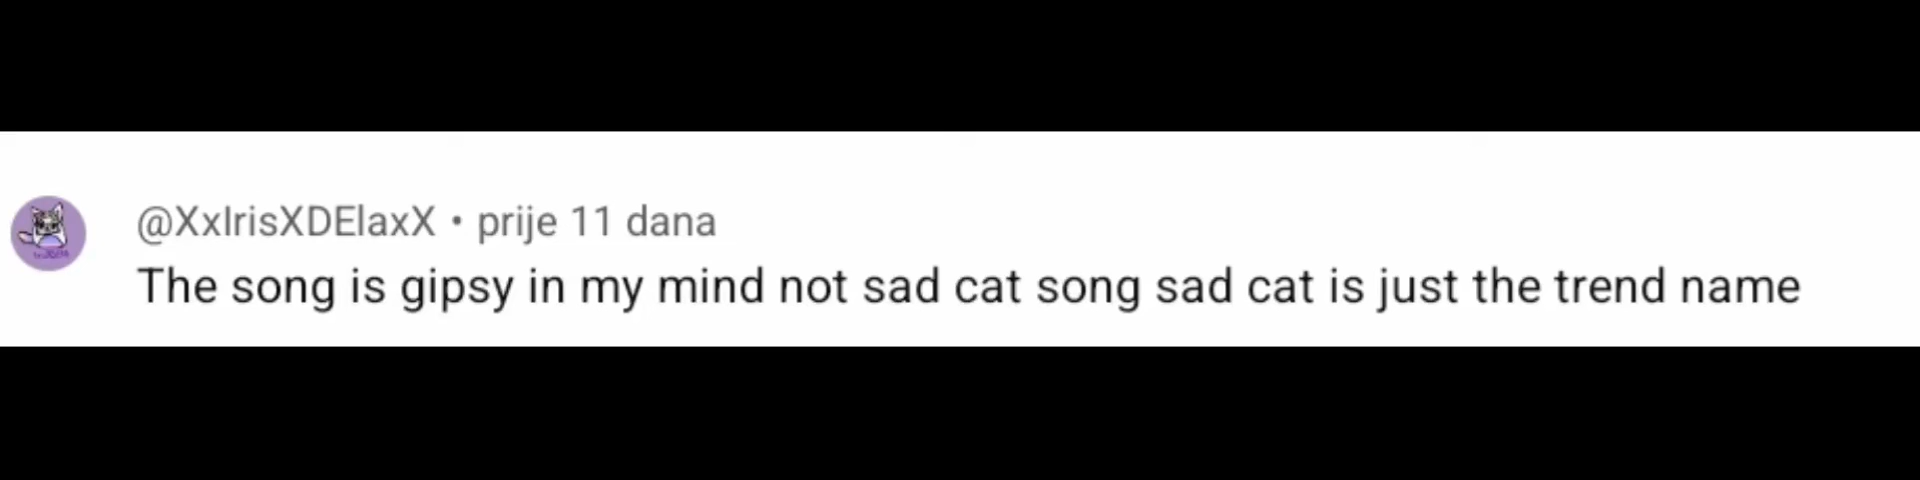 @XxIrisXDElaxX • prije 11 dana
The song is gipsy in my mind not sad cat song sad cat is just the trend name